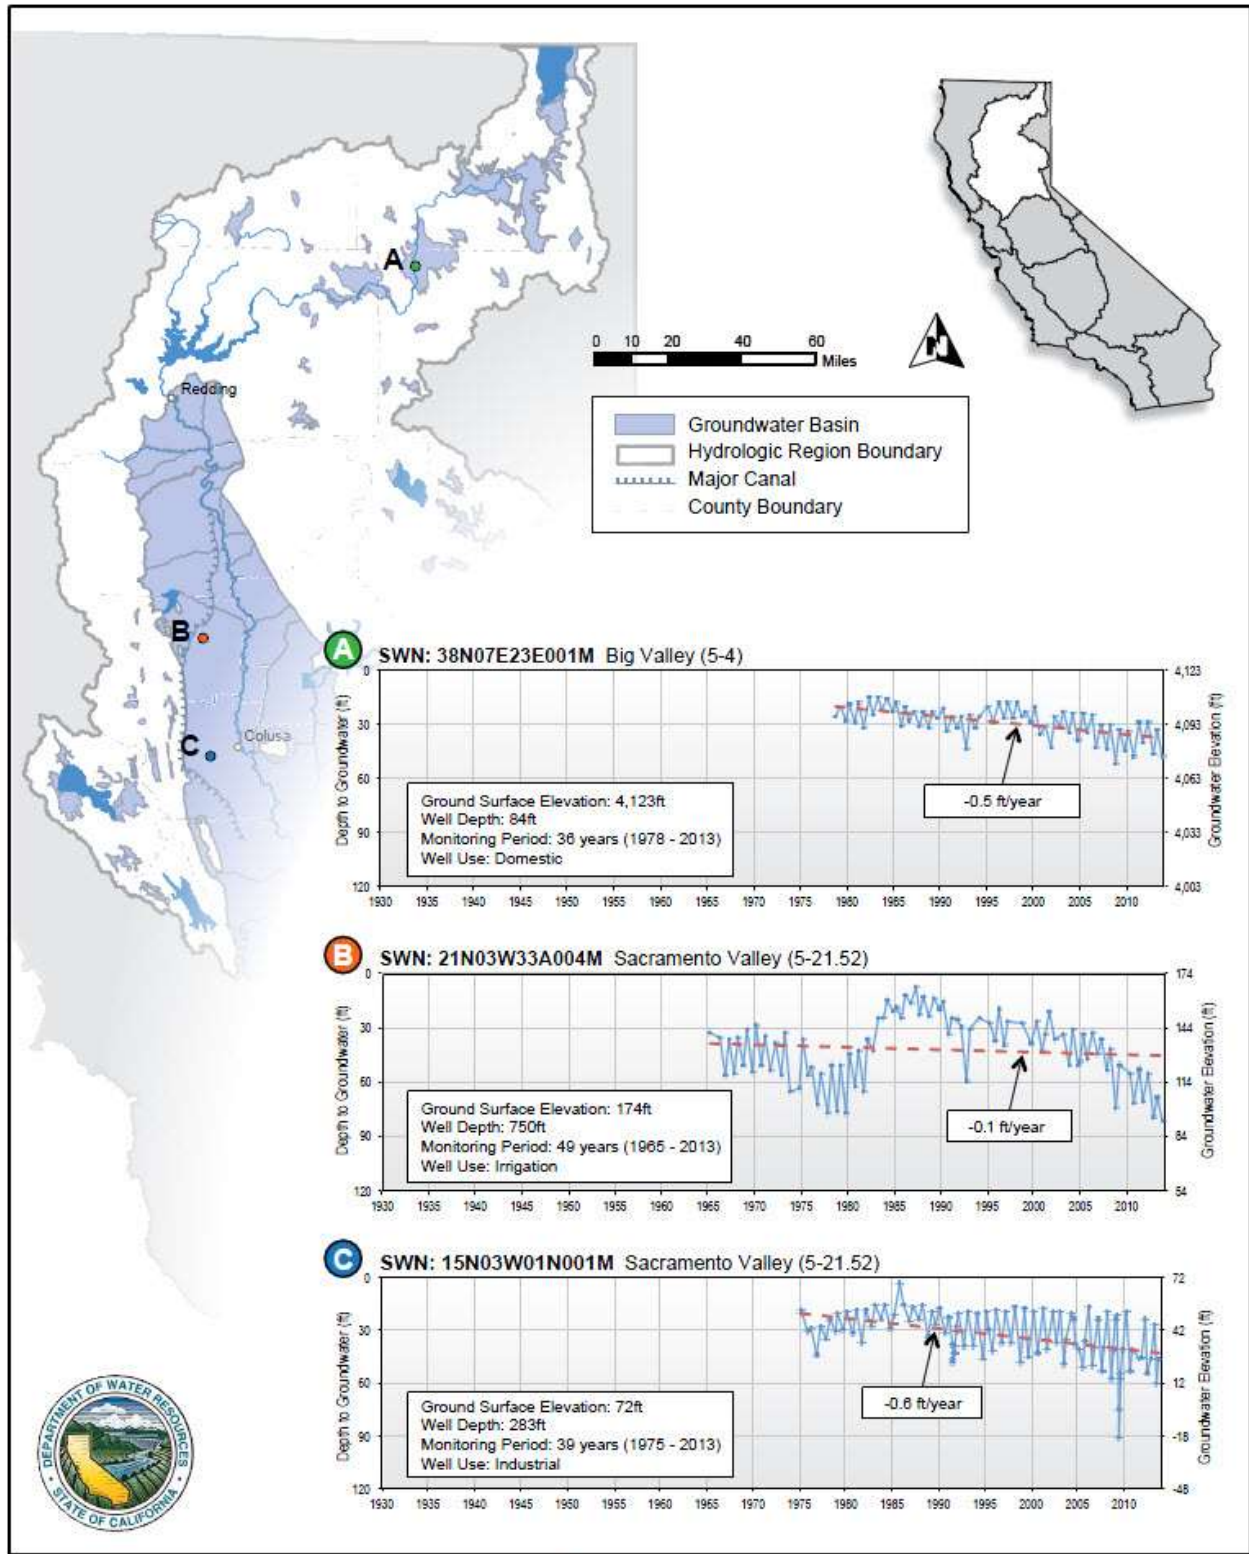 A
Redding
B
C
Colusa
0 10 20 40 60
Miles
N
Groundwater Basin
Hydrologic Region Boundary
Major Canal
County Boundary
A SWN: 38N07E23E001M Big Valley (5-4)
Depth to Groundwater (ft)
0
30
60
90
120
Ground Surface Elevation: 4,123ft
Well Depth: 84ft
Monitoring Period: 36 years (1978 - 2013)
Well Use: Domestic
-0.5 ft/year
4,123
4,093
4,063
4,033
4,003
Groundwater Elevation (ft)
1930 1935 1940 1945 1950 1955 1960 1965 1970 1975 1980 1985 1990 1995 2000 2005 2010
B SWN: 21N03W33A004M Sacramento Valley (5-21.52)
Depth to Groundwater (ft)
0
30
60
90
120
Ground Surface Elevation: 174ft
Well Depth: 750ft
Monitoring Period: 49 years (1965 - 2013)
Well Use: Irrigation
-0.1 ft/year
174
144
114
84
54
Groundwater Elevation (ft)
1930 1935 1940 1945 1950 1955 1960 1965 1970 1975 1980 1985 1990 1995 2000 2005 2010
C SWN: 15N03W01N001M Sacramento Valley (5-21.52)
Depth to Groundwater (ft)
0
30
60
90
120
Ground Surface Elevation: 72ft
Well Depth: 283ft
Monitoring Period: 39 years (1975 - 2013)
Well Use: Industrial
-0.6 ft/year
72
42
12
-18
-48
Groundwater Elevation (ft)
1930 1935 1940 1945 1950 1955 1960 1965 1970 1975 1980 1985 1990 1995 2000 2005 2010
DEPARTMENT OF WATER RESOURCES
STATE OF CALIFORNIA